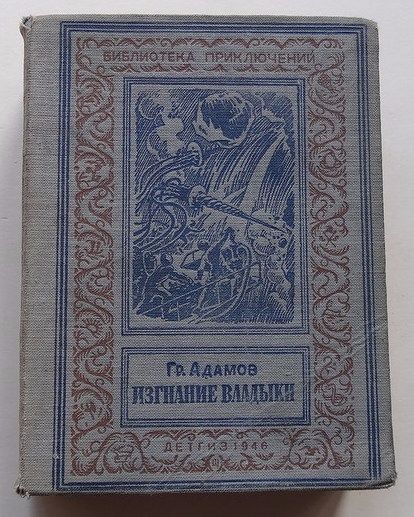 БИБЛИОТЕКА ПРИКЛЮЧЕНИЙ
ГР. АДАМОВ
ИЗГНАНИЕ ВЛАДЫКИ
ДЕТГИЗ 1946